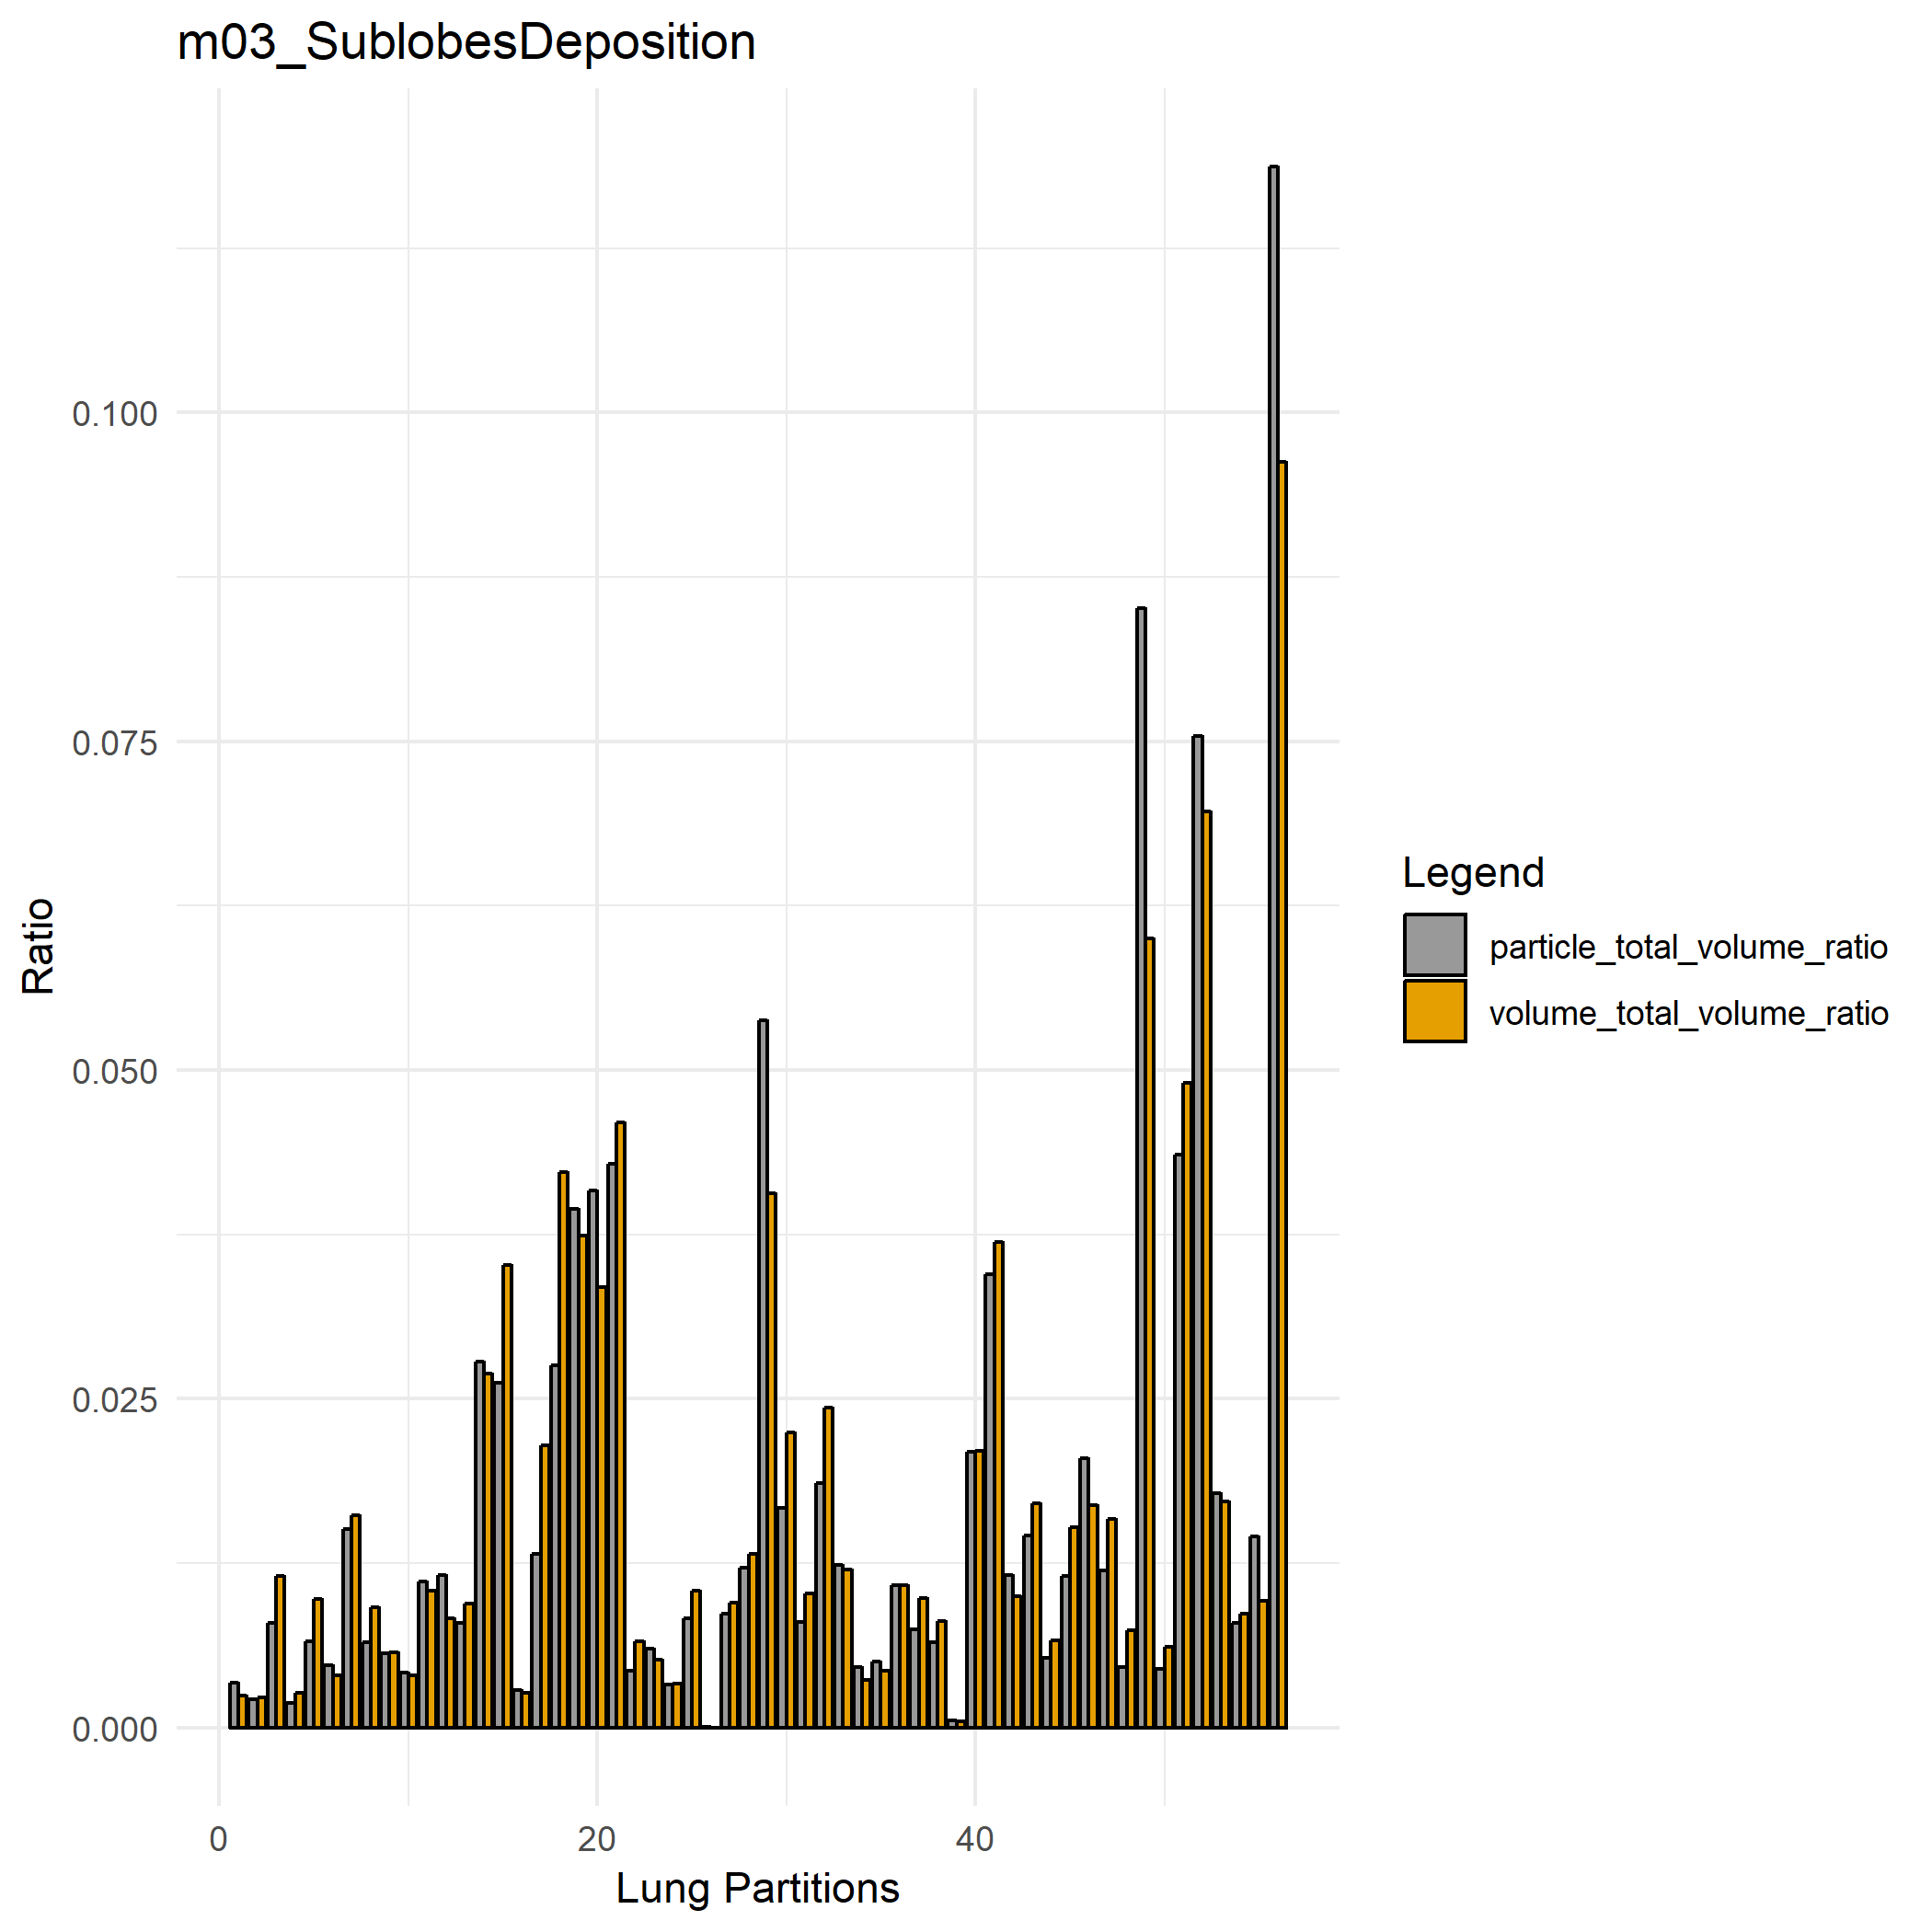 m03_SublobesDeposition
Ratio
0.100
0.075
0.050
0.025
0.000
0
20
40
Lung Partitions
Legend
particle_total_volume_ratio
volume_total_volume_ratio